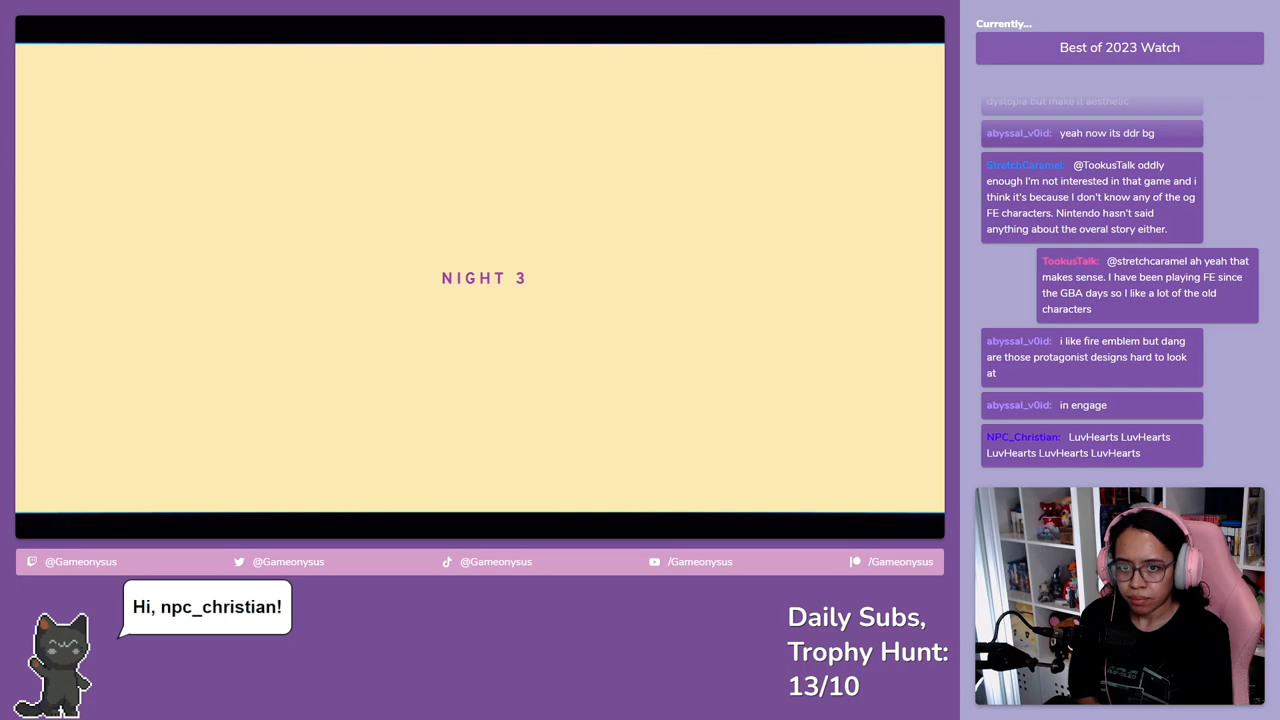 Currently...
Best of 2023 Watch
dystopia but make it aesthetic
abyssal_v0id: yeah now its ddr bg
StretchCaramel: @TookusTalk oddly
enough I'm not interested in that game and i
think it's because I don't know any of the og
FE characters. Nintendo hasn't said
anything about the overal story either.
TookusTalk: @stretchcaramel ah yeah that
makes sense. I have been playing FE since
the GBA days so I like a lot of the old
characters
abyssal_v0id: i like fire emblem but dang
are those protagonist designs hard to look
at
abyssal_v0id: in engage
NPC_Christian: LuvHearts LuvHearts
LuvHearts LuvHearts LuvHearts
NIGHT 3
@Gameonysus @Gameonysus @Gameonysus /Gameonysus /Gameonysus
Hi, npc_christian!
Daily Subs,
Trophy Hunt:
13/10